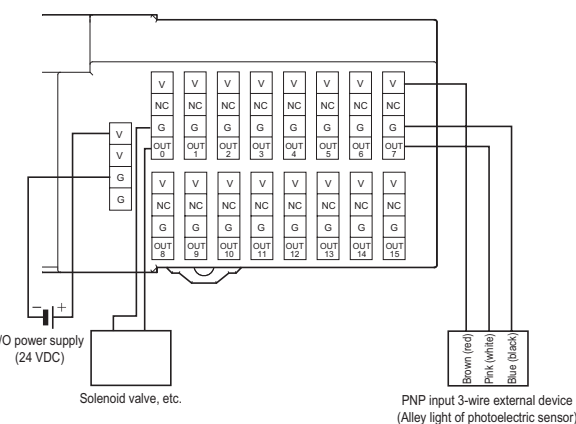 V V V V V V V V
NC NC NC NC NC NC NC NC
G G G G G G G G
OUT 0 OUT 1 OUT 2 OUT 3 OUT 4 OUT 5 OUT 6 OUT 7
V
V
G
G
V V V V V V V V
NC NC NC NC NC NC NC NC
G G G G G G G G
OUT 8 OUT 9 OUT 10 OUT 11 OUT 12 OUT 13 OUT 14 OUT 15
− +
/O power supply
(24 VDC)
Solenoid valve, etc.
Brown (red)
Pink (white)
Blue (black)
PNP input 3-wire external device
(Alley light of photoelectric sensor)